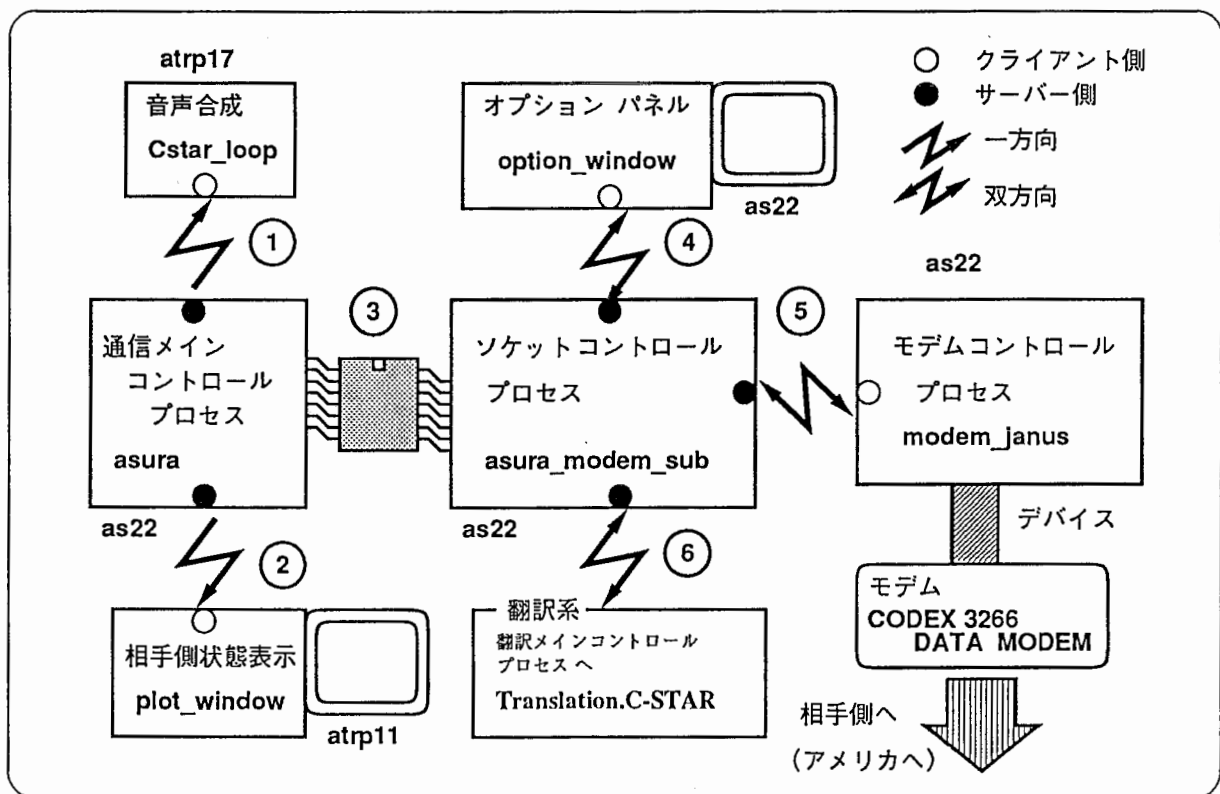 atrp17
音声合成
Cstar_loop
1
オプション パネル
option_window
as22
4
クライアント側
サーバー側
一方向
双方向
通信メイン
コントロール
プロセス
asura
as22
3
ソケットコントロール
プロセス
asura_modem_sub
as22
5
as22
モデムコントロール
プロセス
modem_janus
デバイス
モデム
CODEX 3266
DATA MODEM
相手側へ
(アメリカへ)
2
相手側状態表示
plot_window
atrp11
6
翻訳系
翻訳メインコントロール
プロセス へ
Translation.C-STAR